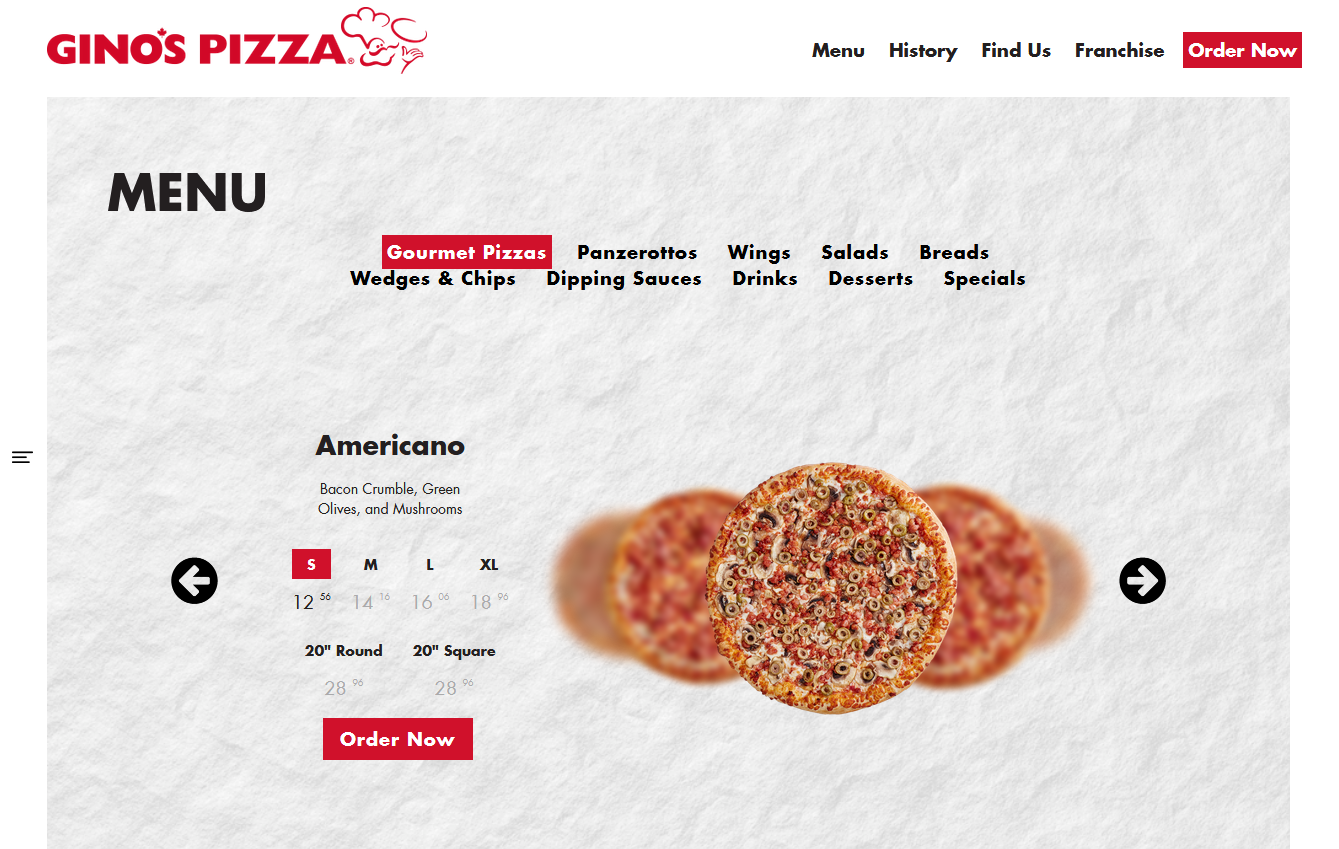 GINO'S PIZZA®
Menu History Find Us Franchise Order Now
MENU
Gourmet Pizzas Panzerottos Wings Salads Breads
Wedges & Chips Dipping Sauces Drinks Desserts Specials
Americano
Bacon Crumble, Green
Olives, and Mushrooms
S M L XL
12 56 14 16 16 06 18 96
20" Round 20" Square
28 96 28 96
Order Now